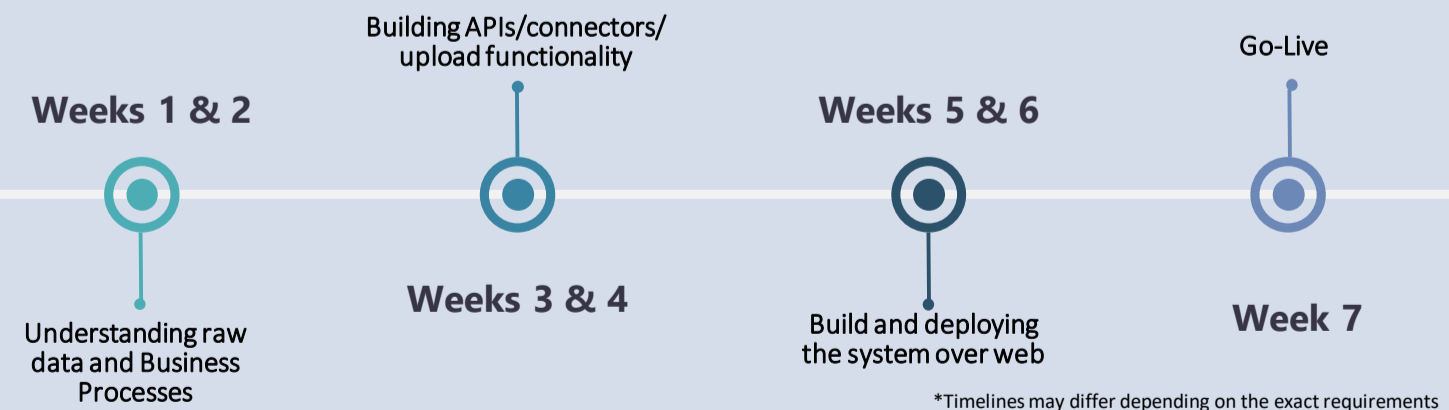 Weeks 1 & 2
Understanding raw
data and Business
Processes
Building APIs/connectors/
upload functionality
Weeks 3 & 4
Weeks 5 & 6
Build and deploying
the system over web
Go-Live
Week 7
*Timelines may differ depending on the exact requirements